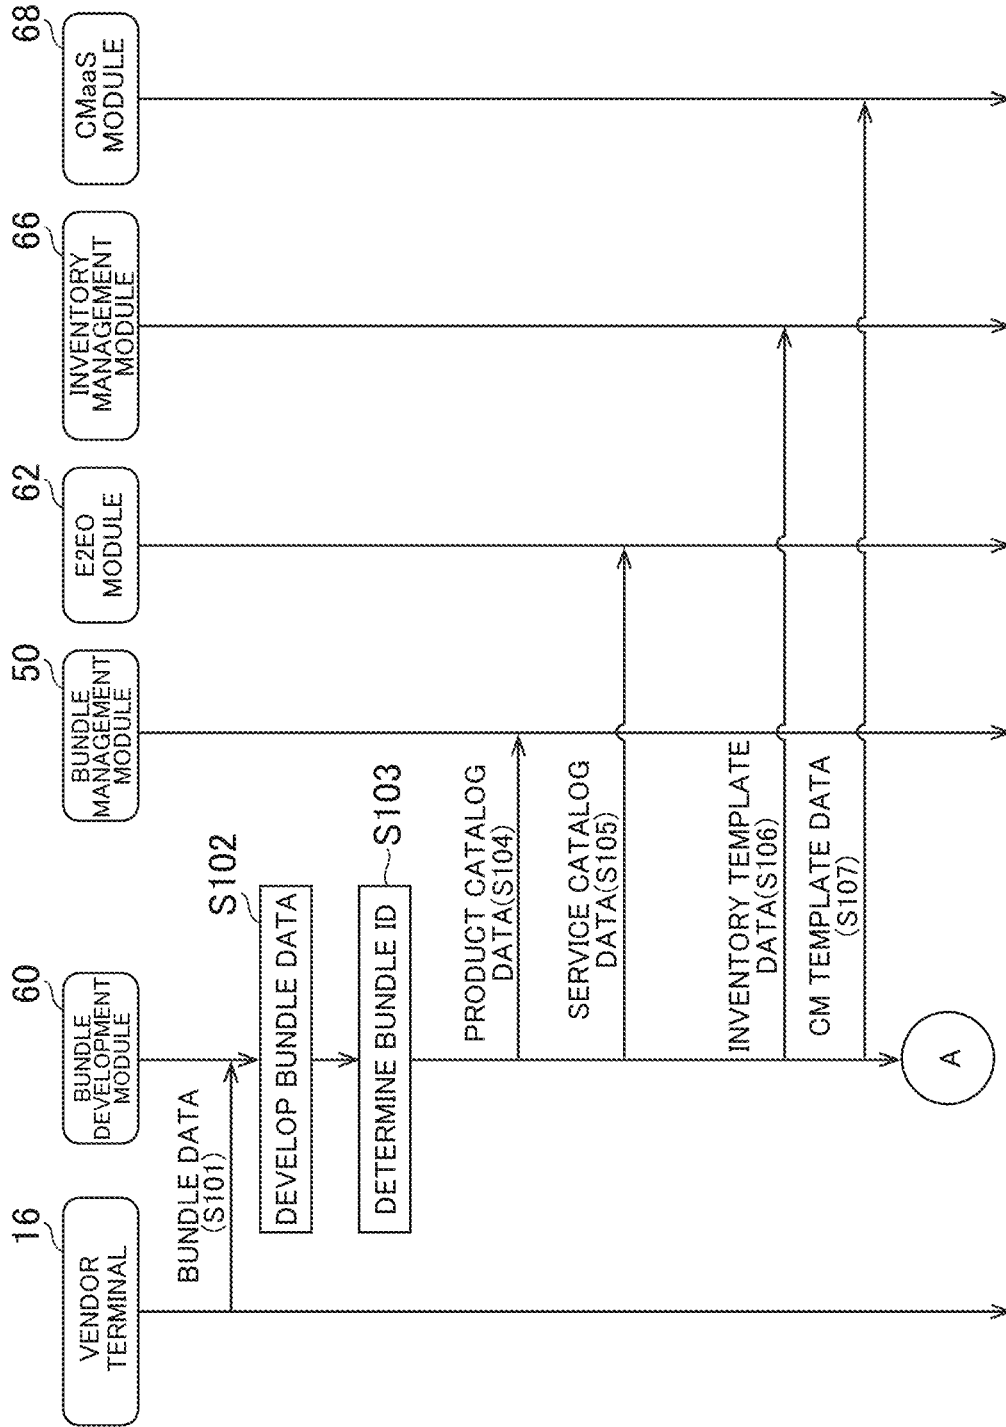 16
VENDOR
TERMINAL
60
BUNDLE
DEVELOPMENT
MODULE
50
BUNDLE
MANAGEMENT
MODULE
62
E2EO
MODULE
66
INVENTORY
MANAGEMENT
MODULE
68
CMaaS
MODULE
BUNDLE DATA
(S101)
S102
DEVELOP BUNDLE DATA
S103
DETERMINE BUNDLE ID
PRODUCT CATALOG
DATA(S104)
SERVICE CATALOG
DATA(S105)
INVENTORY TEMPLATE
DATA(S106)
CM TEMPLATE DATA
(S107)
A